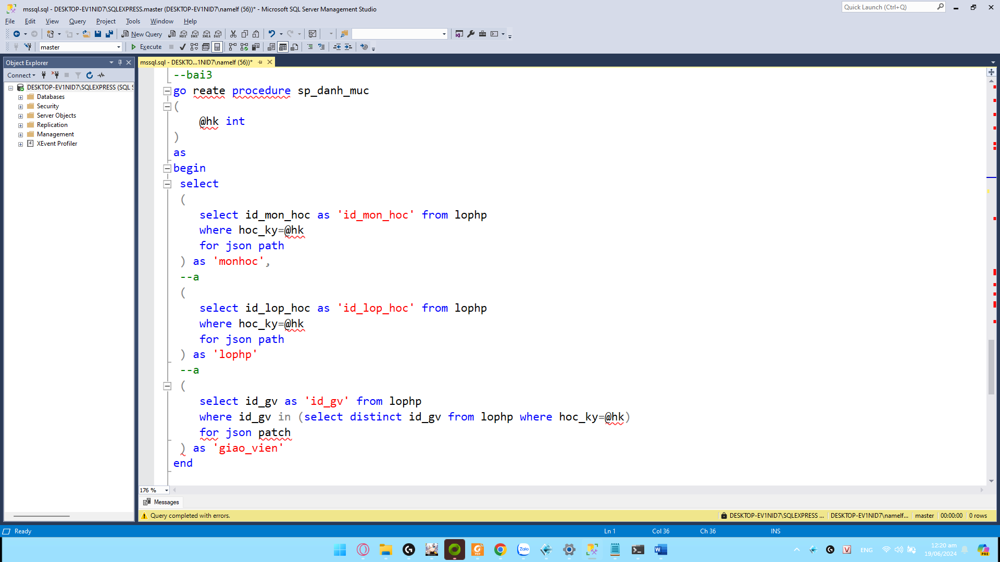 mssql.sql - DESKTOP-EV1NID7\SQLEXPRESS.master (DESKTOP-EV1NID7\namelf (56))* - Microsoft SQL Server Management Studio
Quick Launch (Ctrl+Q)
File Edit View Query Project Tools Window Help
New Query
MDX DMX XMLA DAX
master
Execute
Object Explorer
mssql.sql - DESKTO...1NID7\namelf (56))*
Connect
DESKTOP-EV1NID7\SQLEXPRESS (SQL S
Databases
Security
Server Objects
Replication
Management
XEvent Profiler
--bai3
go reate procedure sp_danh_muc
(
@hk int
)
as
begin
select
(
select id_mon_hoc as 'id_mon_hoc' from lophp
where hoc_ky=@hk
for json path
) as 'monhoc',
--a
(
select id_lop_hoc as 'id_lop_hoc' from lophp
where hoc_ky=@hk
for json path
) as 'lophp'
--a
(
select id_gv as 'id_gv' from lophp
where id_gv in (select distinct id_gv from lophp where hoc_ky=@hk)
for json patch
) as 'giao_vien'
end
176 %
Messages
Query completed with errors.
DESKTOP-EV1NID7\SQLEXPRESS ... DESKTOP-EV1NID7\namelf... master 00:00:00 0 rows
Ready
Ln 1 Col 36 Ch 36 INS
Zalo
ENG
12:20 am
19/06/2024
PRE